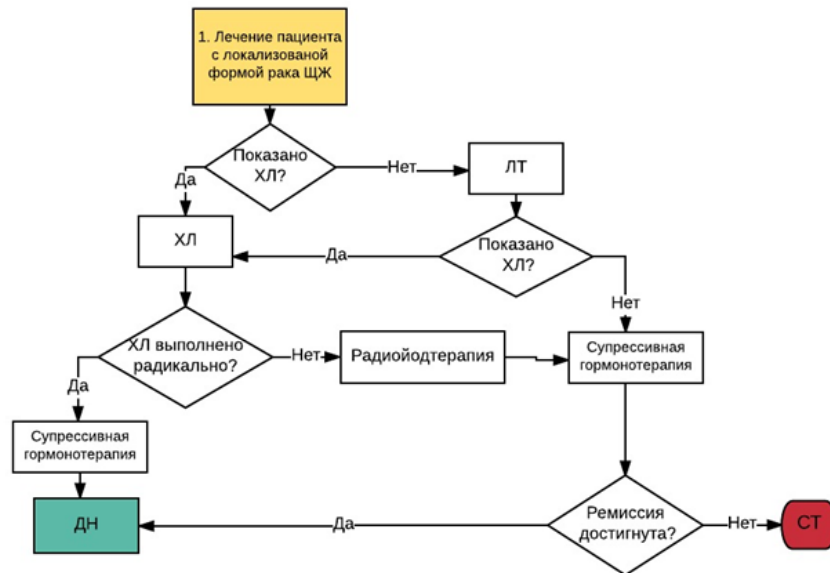 1. Лечение пациента
с локализованой
формой рака ЩЖ
Показано
ХЛ?
Нет
ЛТ
Да
ХЛ
Да
Показано
ХЛ?
Нет
ХЛ выполнено
радикально?
Нет
Радиойодтерапия
Супрессивная
гормонотерапия
Да
Супрессивная
гормонотерапия
ДН
Да
Ремиссия
достигнута?
Нет
СТ